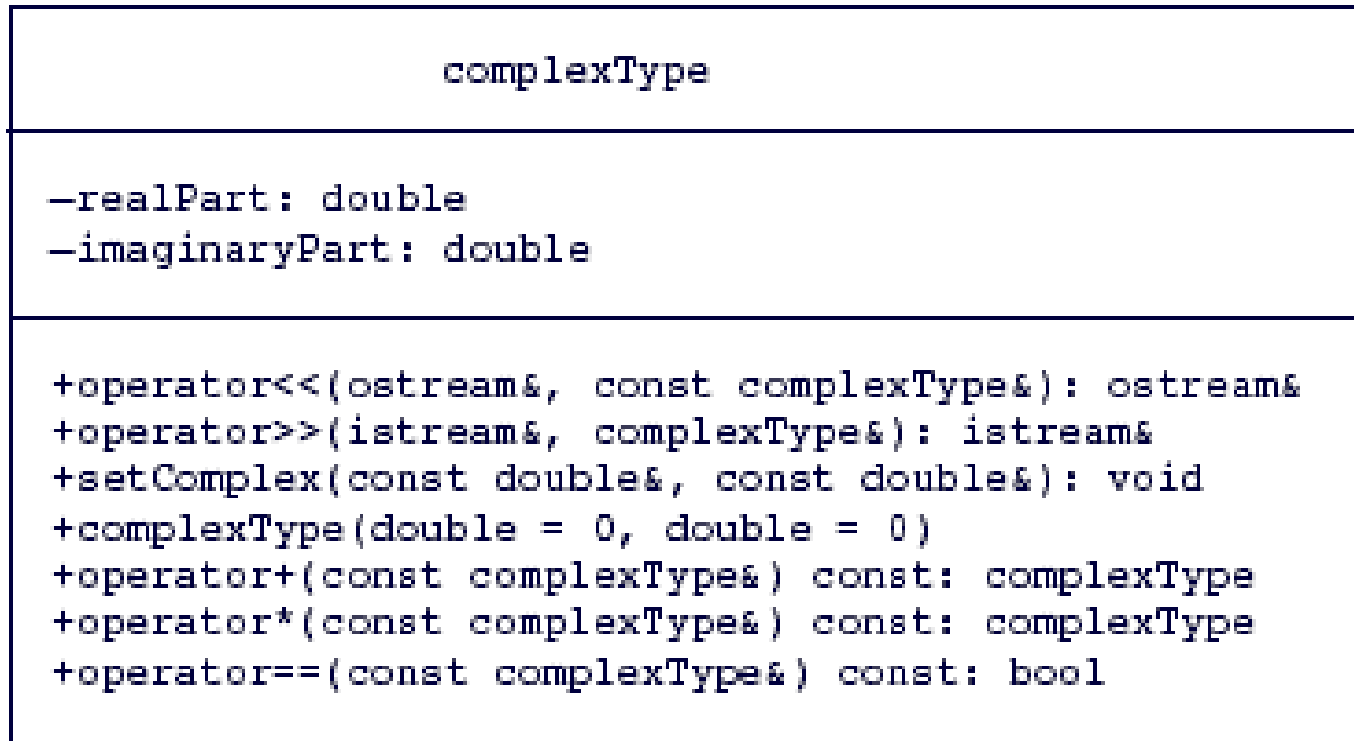 complexType
–realPart: double
–imaginaryPart: double
+operator<<(ostream&, const complexType&): ostream&
+operator>>(istream&, complexType&): istream&
+setComplex(const double&, const double&): void
+complexType(double = 0, double = 0)
+operator+(const complexType&) const: complexType
+operator*(const complexType&) const: complexType
+operator==(const complexType&) const: bool